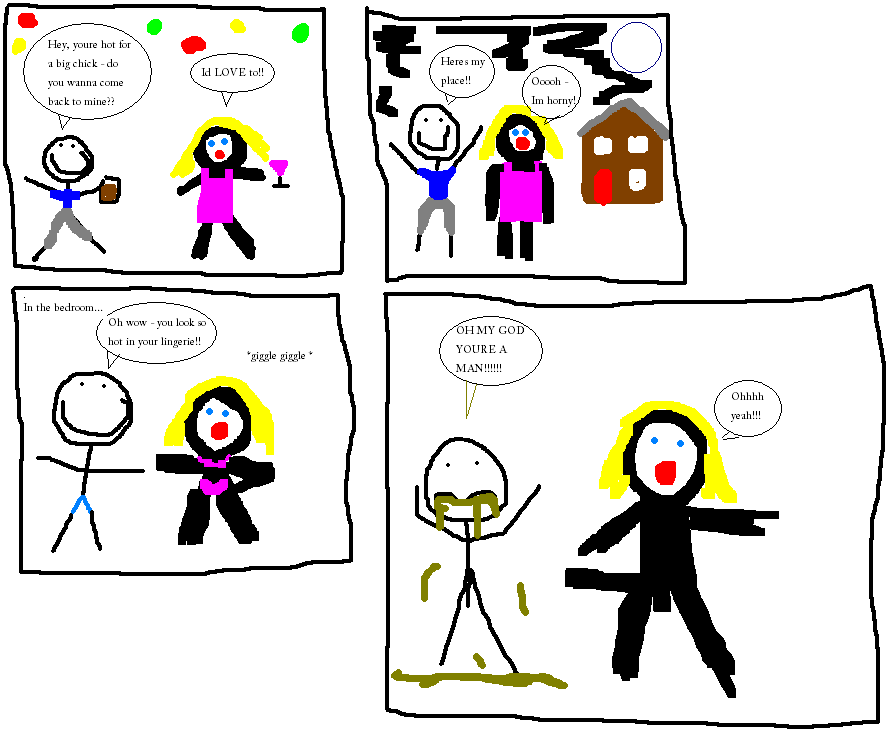 Hey, youre hot for
a big chick - do
you wanna come
back to mine??
Id LOVE to!!
Heres my
place!!
Ooooh -
Im horny!
In the bedroom...
Oh wow - you look so
hot in your lingerie!!
*giggle giggle *
OH MY GOD
YOURE A
MAN!!!!!!
Ohhhh
yeah!!!